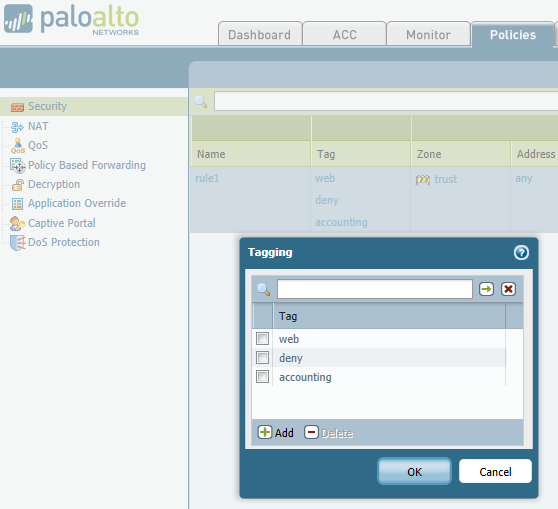 paloalto
NETWORKS
Dashboard ACC Monitor Policies
Security
NAT
QoS
Policy Based Forwarding
Decryption
Application Override
Captive Portal
DoS Protection
Name Tag Zone Address
rule1 web trust any
deny
accounting
Tagging
Tag
web
deny
accounting
Add Delete
OK Cancel